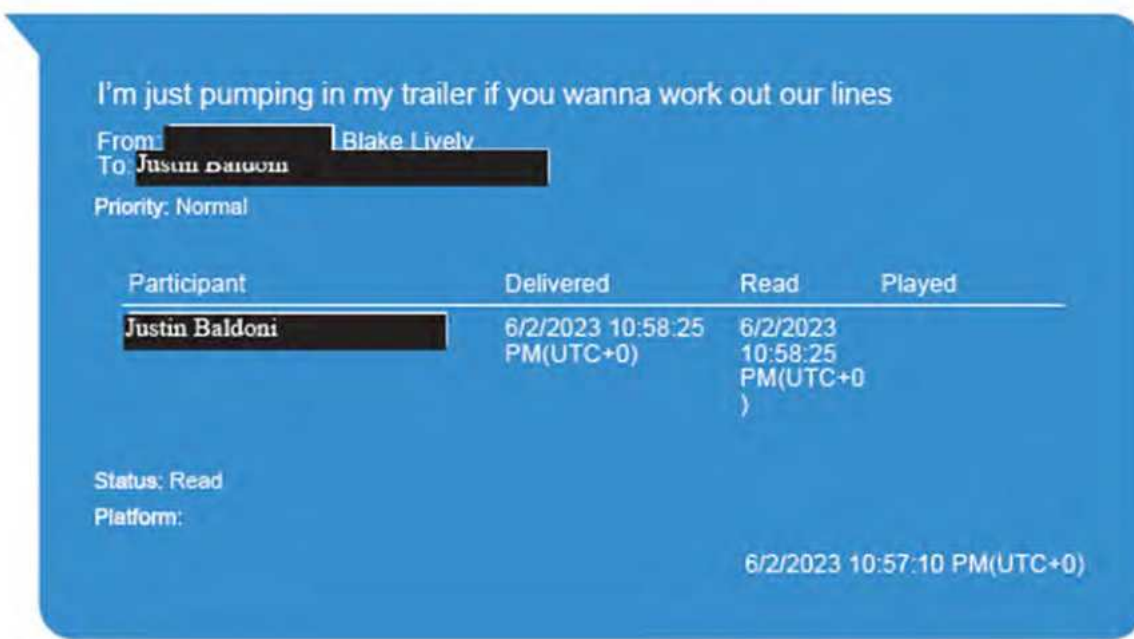 I'm just pumping in my trailer if you wanna work out our lines
From: Blake Lively
To: Justin Baldoni
Priority: Normal
Participant Delivered Read Played
Justin Baldoni 6/2/2023 10:58:25 6/2/2023
PM(UTC+0) 10:58:25
PM(UTC+0
)
Status: Read
Platform:
6/2/2023 10:57:10 PM(UTC+0)